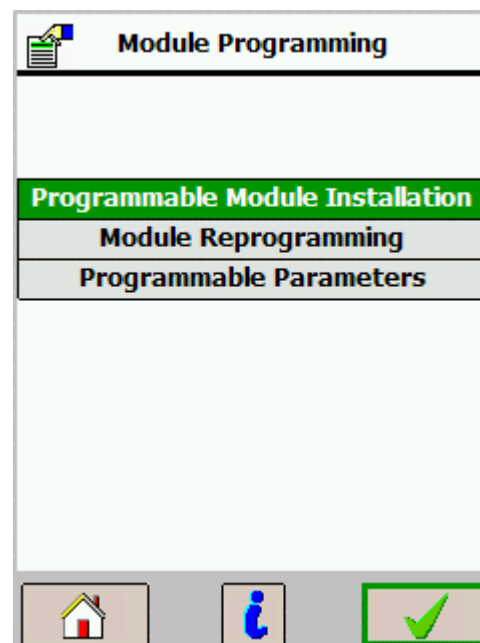 Module Programming
Programmable Module Installation
Module Reprogramming
Programmable Parameters
i